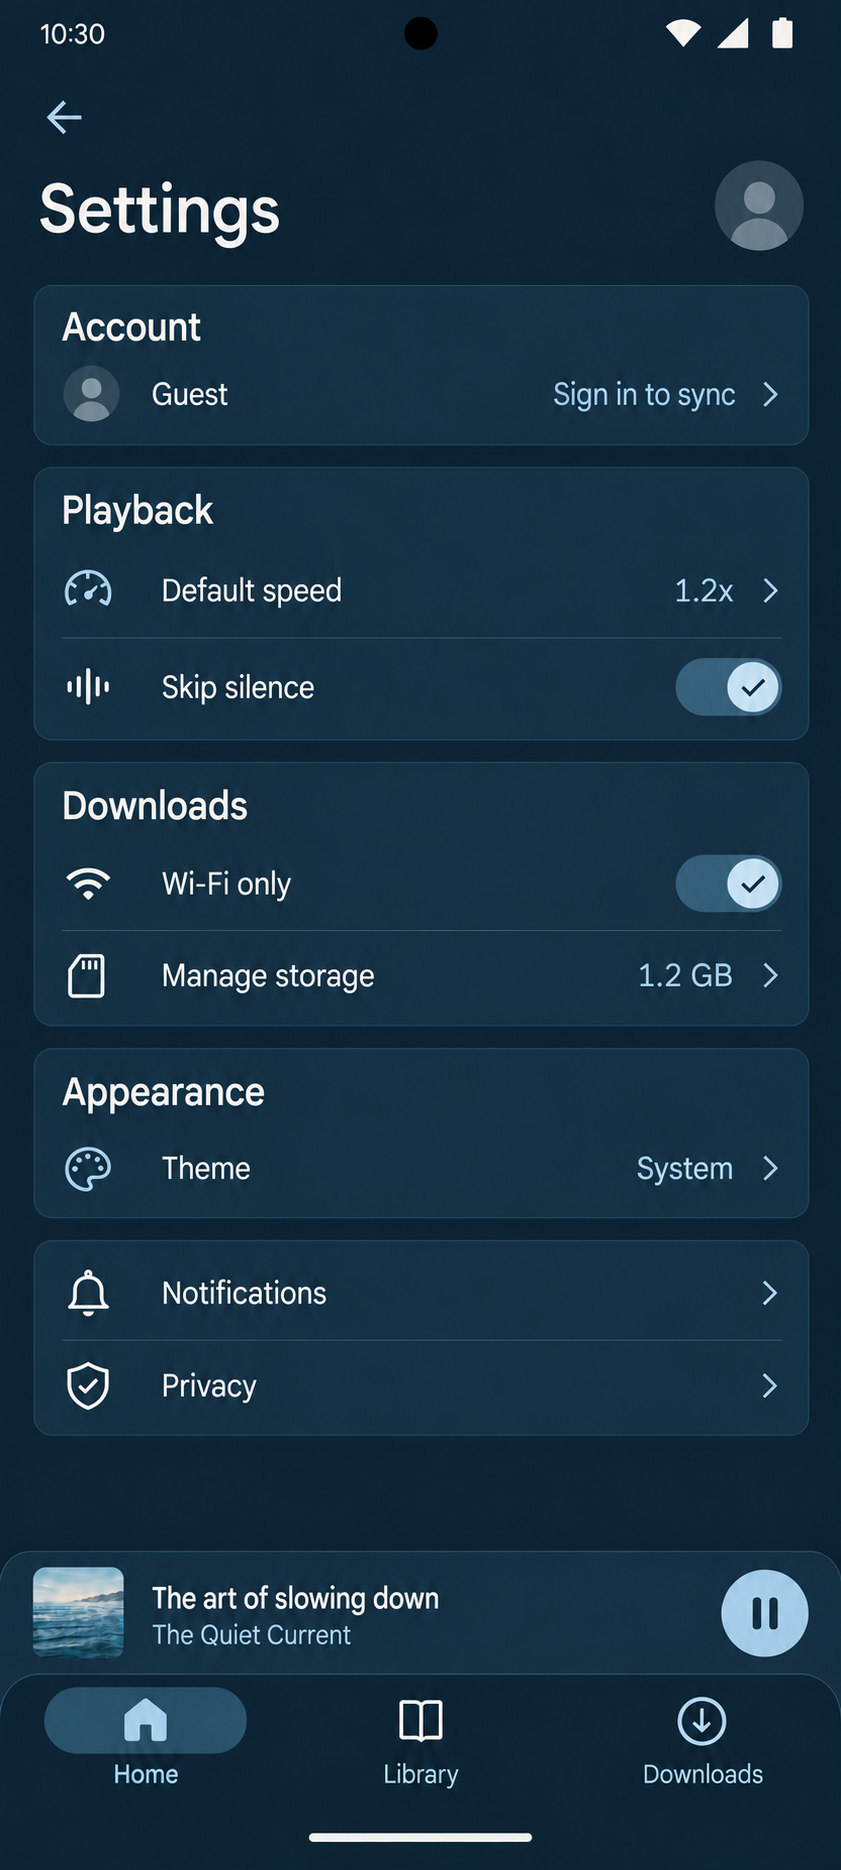 10:30
Settings
Account
Guest
Sign in to sync
Playback
Default speed
1.2x
Skip silence
Downloads
Wi-Fi only
Manage storage
1.2 GB
Appearance
Theme
System
Notifications
Privacy
The art of slowing down
The Quiet Current
Home
Library
Downloads